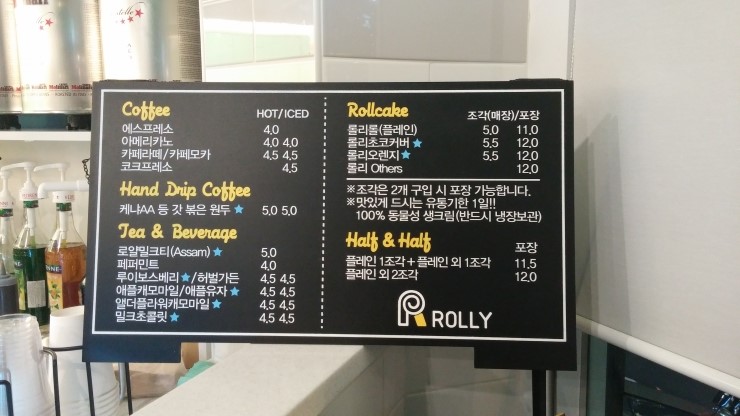 Coffee HOT/ICED
에스프레소 4.0
아메리카노 4.0 4.0
카페라떼/카페모카 4.5 4.5
코크프레소 4.5
Hand Drip Coffee
케냐AA 등 갓 볶은 원두 ★ 5.0 5.0
Tea & Beverage
로얄밀크티(Assam) ★ 5.0
페퍼민트 4.0
루이보스베리 ★/허벌가든 4.5 4.5
애플캐모마일/애플유자 ★ 4.5 4.5
앨더플라워캐모마일 ★ 4.5 4.5
밀크초콜릿 ★ 4.5 4.5
Rollcake 조각(매장)/포장
롤리롤(플레인) 5.0 11.0
롤리초코커버 ★ 5.5 12.0
롤리오렌지 ★ 5.5 12.0
롤리 Others 12.0
※조각은 2개 구입 시 포장 가능합니다.
※맛있게 드시는 유통기한 1일!!
100% 동물성 생크림(반드시 냉장보관)
Half & Half 포장
플레인 1조각 + 플레인 외 1조각 11.5
플레인 외 2조각 12.0
R ROLLY